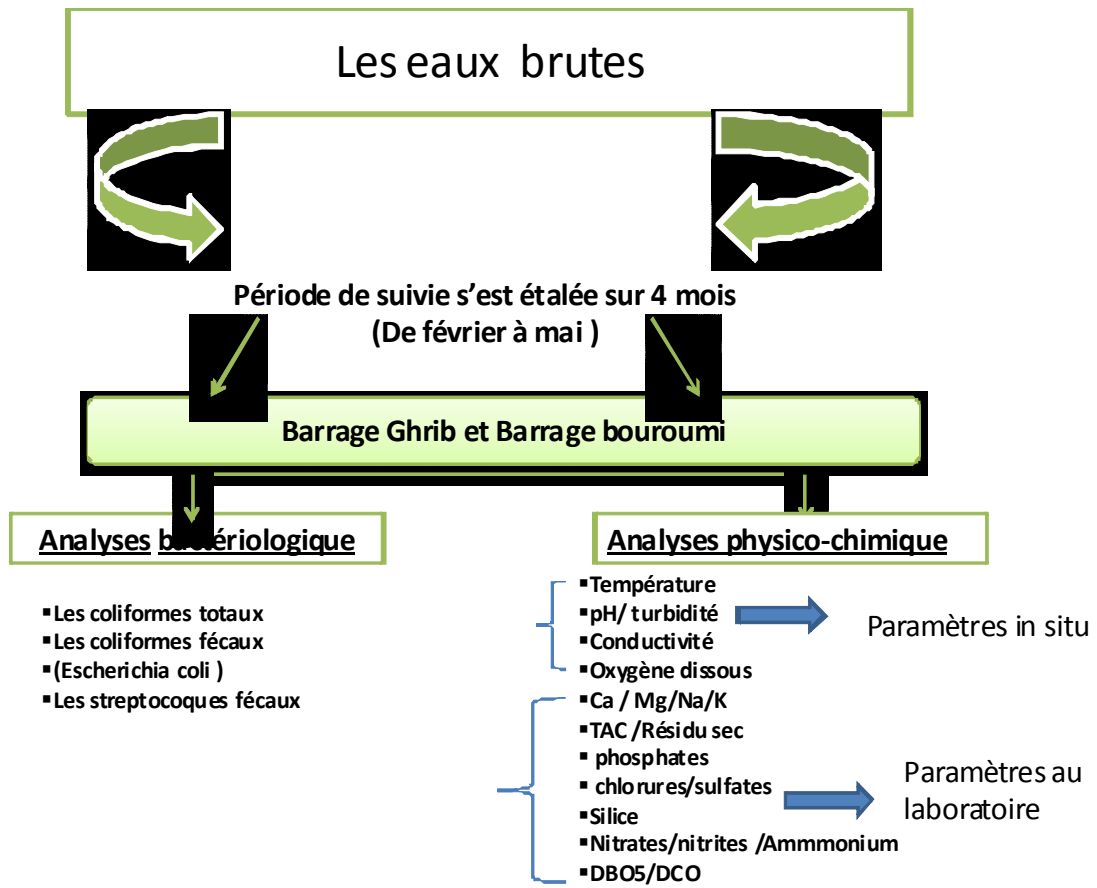 Les eaux brutes
Période de suivie s’est étalée sur 4 mois
(De février à mai )
Barrage Ghrib et Barrage bouroumi
Analyses bactériologique
▪Les coliformes totaux
▪Les coliformes fécaux
▪(Escherichia coli )
▪Les streptocoques fécaux
Analyses physico-chimique
▪Température
▪pH/ turbidité
▪Conductivité
▪Oxygène dissous
Paramètres in situ
▪Ca / Mg/Na/K
▪TAC /Résidu sec
▪ phosphates
▪ chlorures/sulfates
▪Silice
▪Nitrates/nitrites /Ammmonium
▪DBO5/DCO
Paramètres au
laboratoire